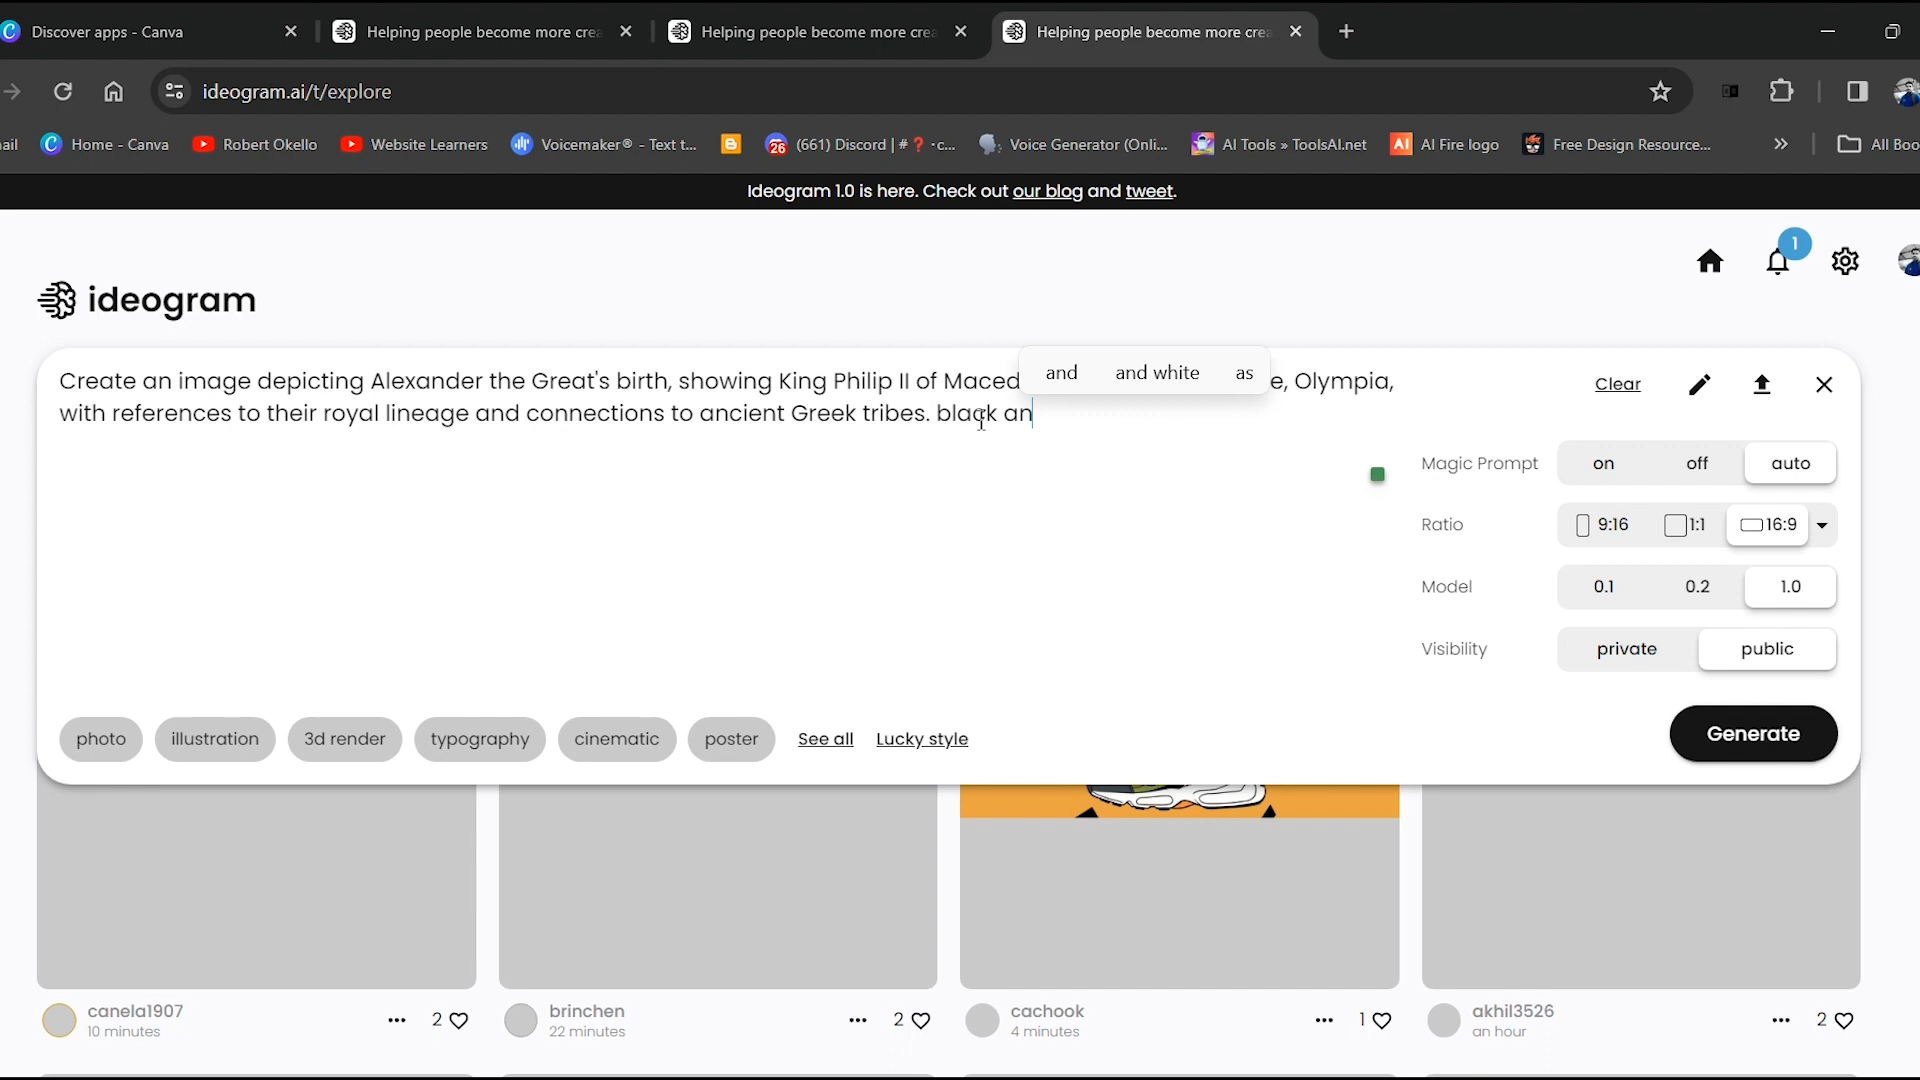 Discover apps - Canva
Helping people become more crea
Helping people become more crea
Helping people become more crea
ideogram.ai/t/explore
ail
Home - Canva
Robert Okello
Website Learners
Voicemaker® - Text t...
26
(661) Discord | #❓ -c...
Voice Generator (Onli...
AI Tools » ToolsAI.net
AI
AI Fire logo
Free Design Resource...
»
All Boo
Ideogram 1.0 is here. Check out our blog and tweet.
1
ideogram
and and white as
Create an image depicting Alexander the Great's birth, showing King Philip II of Maced e, Olympia,
with references to their royal lineage and connections to ancient Greek tribes. black an
Clear
Magic Prompt on off auto
Ratio 9:16 1:1 16:9
Model 0.1 0.2 1.0
Visibility private public
photo illustration 3d render typography cinematic poster See all Lucky style
Generate
canela1907
10 minutes
2
brinchen
22 minutes
2
cachook
4 minutes
1
akhil3526
an hour
2